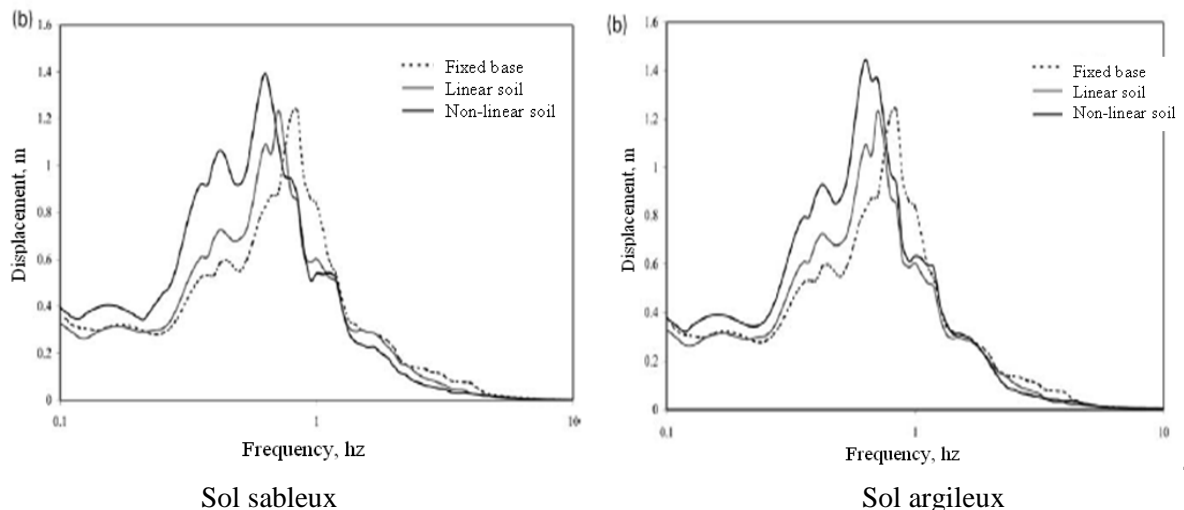 (b)
1.6
1.4
1.2
1
0.8
0.6
0.4
0.2
0
Displacement, m
Fixed base
Linear soil
Non-linear soil
0.1
1
10
Frequency, hz
Sol sableux
(b)
1.6
1.4
1.2
1
0.8
0.6
0.4
0.2
0
Displacement, m
Fixed base
Linear soil
Non-linear soil
0.1
1
10
Frequency, hz
Sol argileux